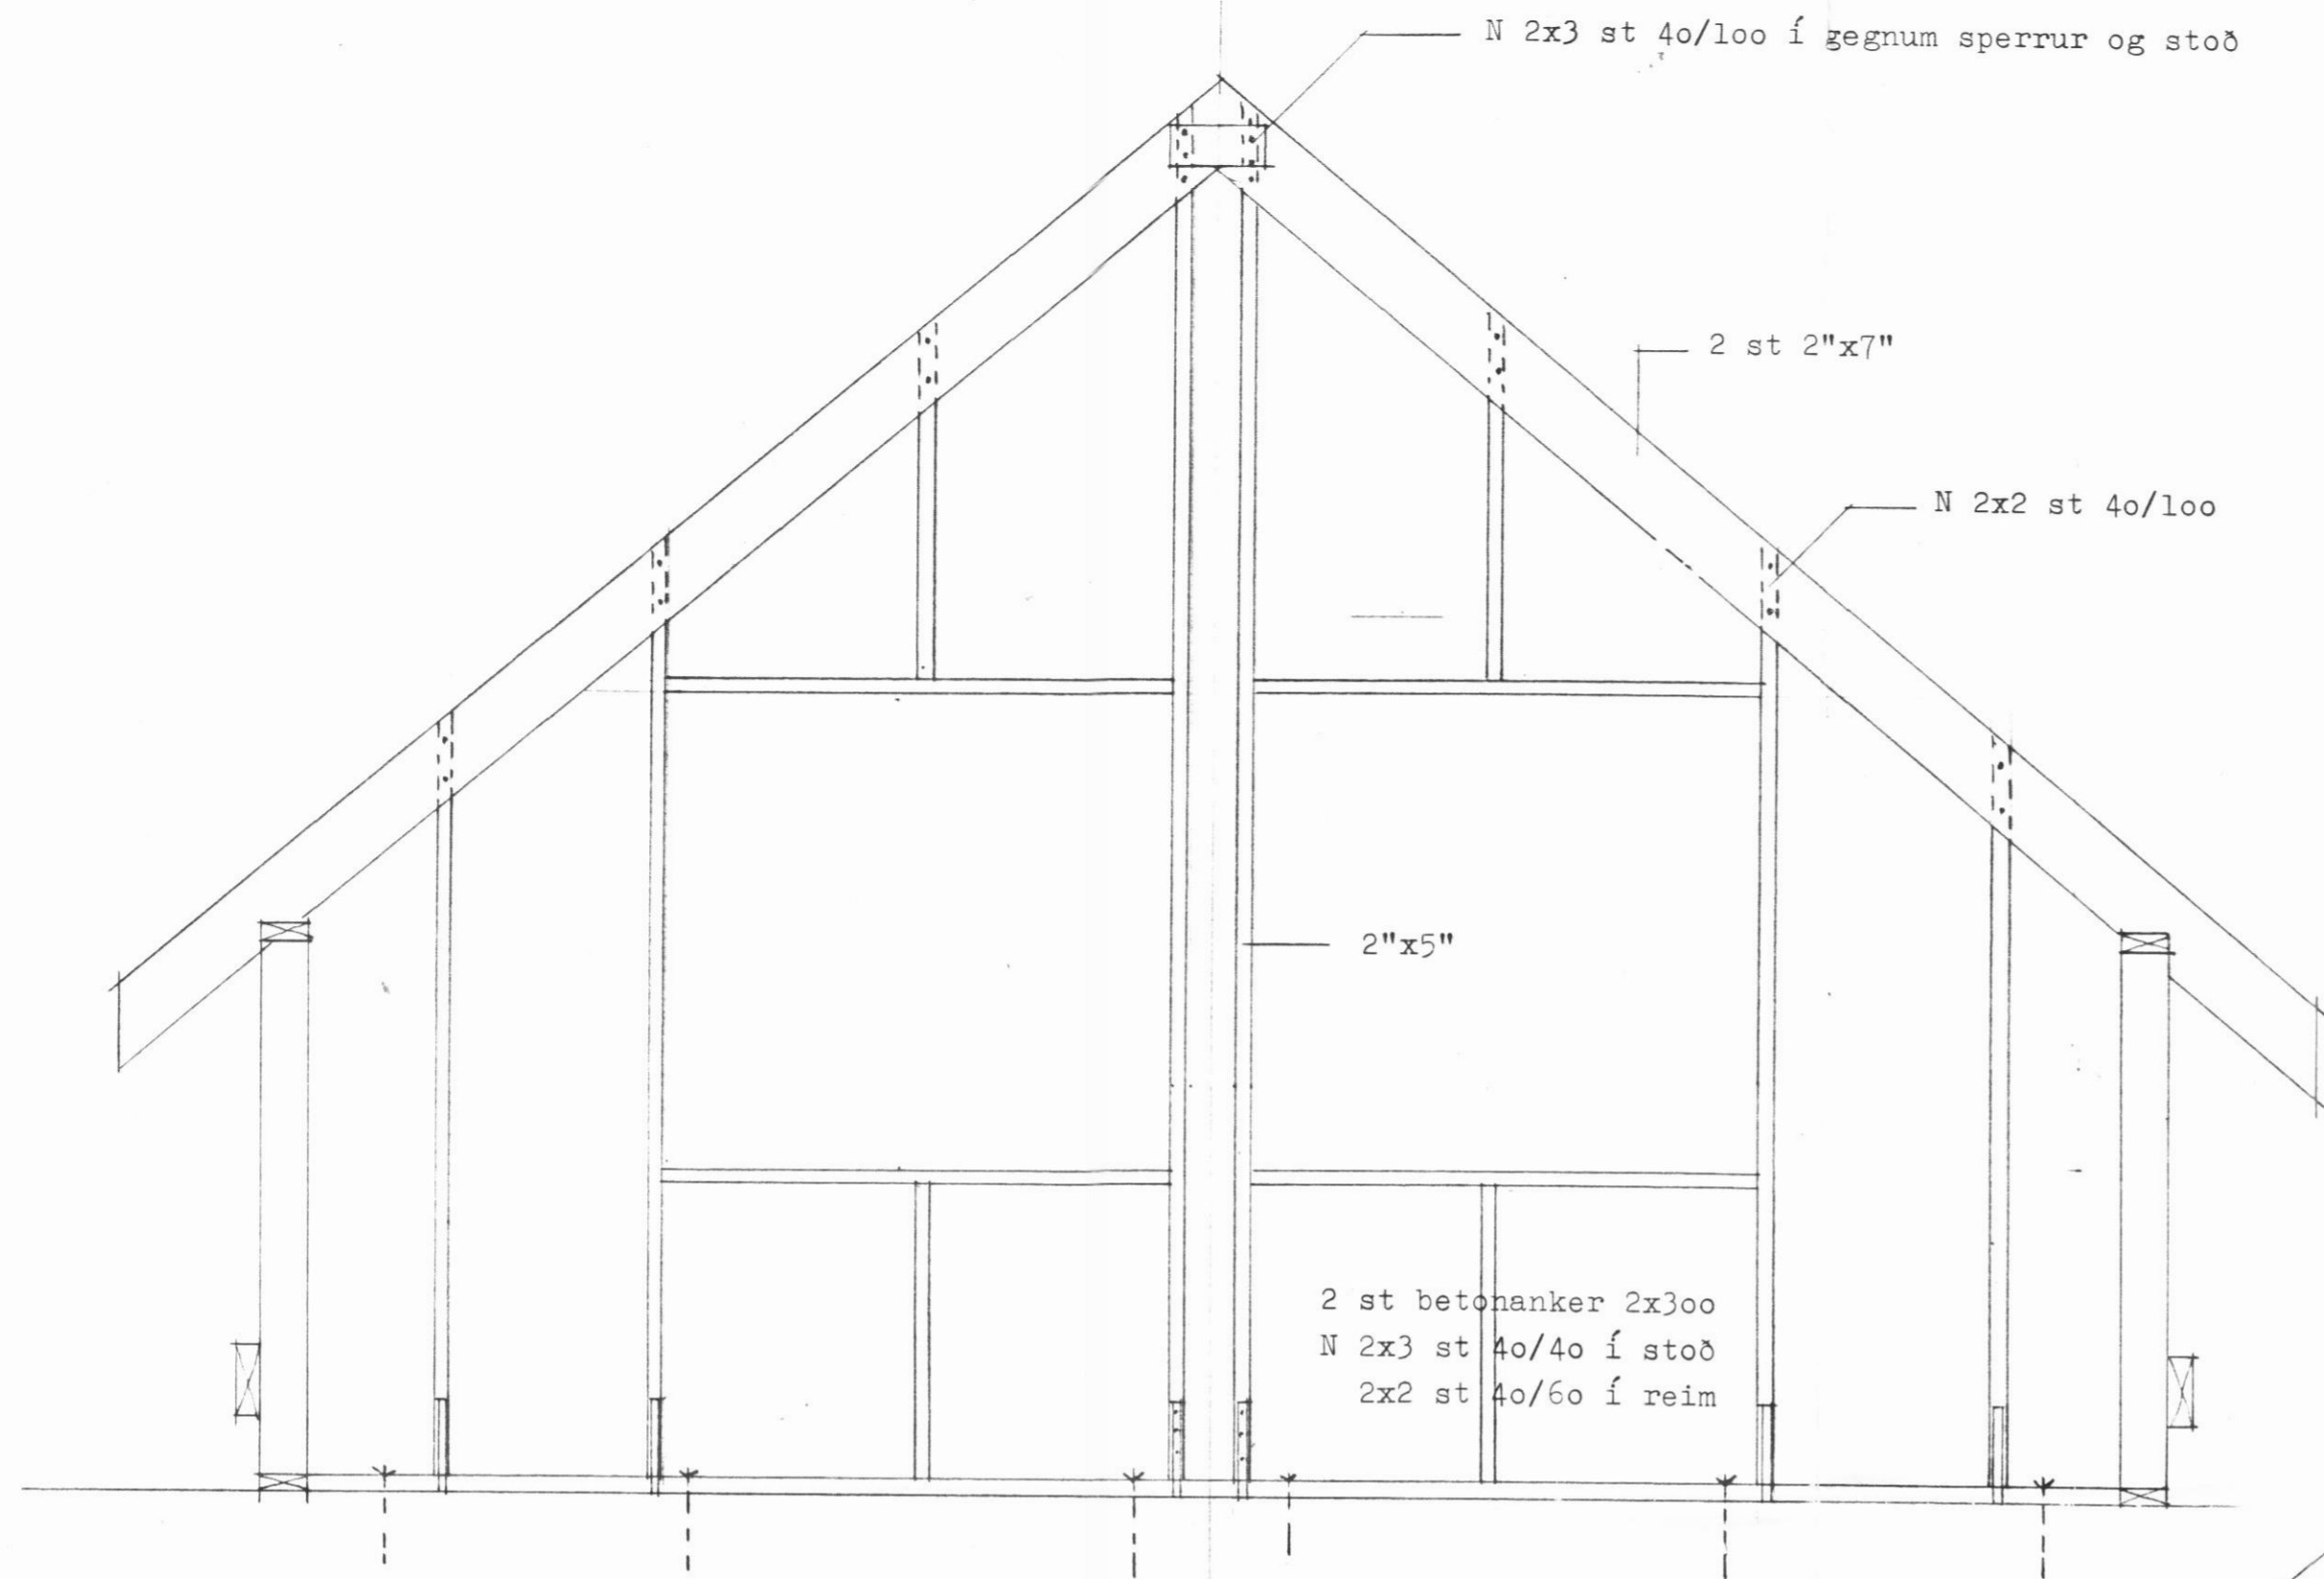 N 2x3 st 4o/loo í gegnum sperrur og stoð
2 st 2"x7"
N 2x2 st 4o/loo
2"x5"
2 st betonanker 2x3oo
N 2x3 st 4o/4o í stoð
2x2 st 4o/6o í reim